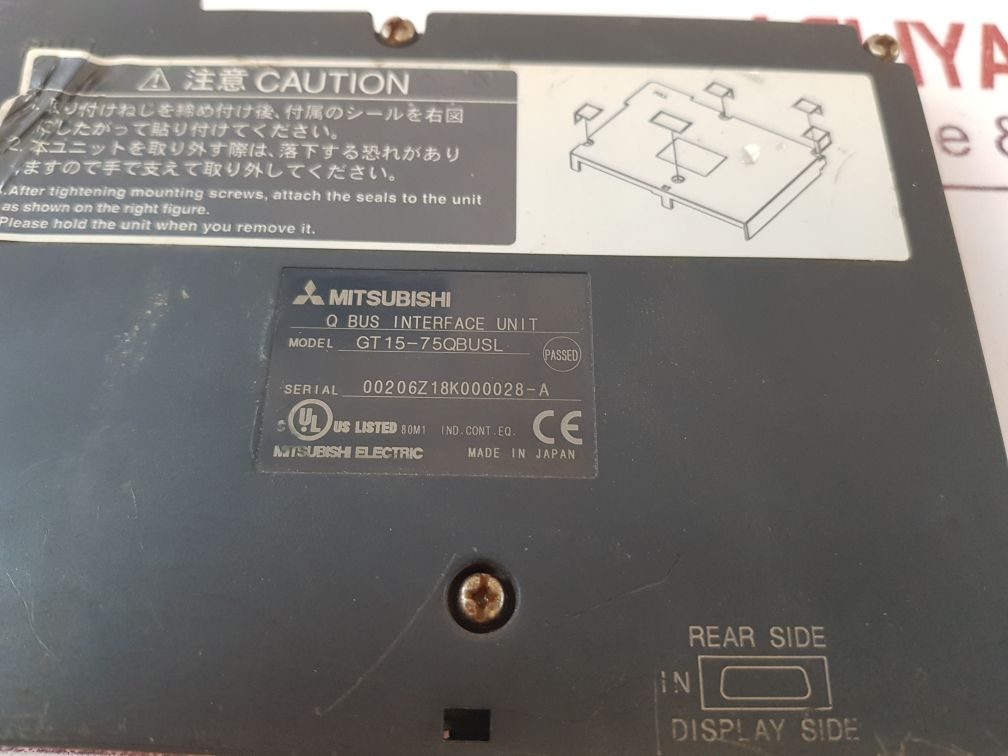 注意 CAUTION
り付けねじを締め付け後、付属のシールを右図
にしたがって貼り付けてください。
2. 本ユニットを取り外す際は、落下する恐れがあり
ますので手で支えて取り外してください。
.After tightening mounting screws, attach the seals to the unit
as shown on the right figure.
Please hold the unit when you remove it.
MITSUBISHI
Q BUS INTERFACE UNIT
MODEL GT15-75QBUSL
PASSED
SERIAL 00206Z18K000028-A
C UL US LISTED 80M1 IND.CONT.EQ. CE
MITSUBISHI ELECTRIC MADE IN JAPAN
REAR SIDE
IN
DISPLAY SIDE